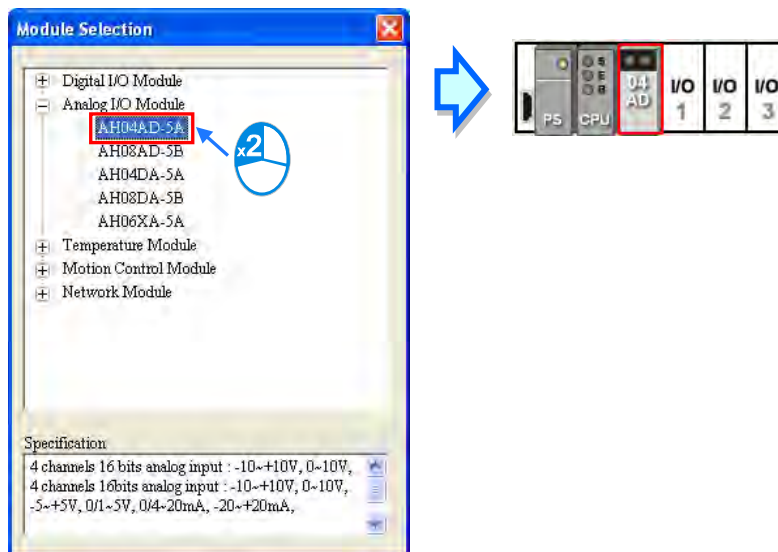 Module Selection
Digital I/O Module
Analog I/O Module
AH04AD-5A
AH08AD-5B
AH04DA-5A
AH08DA-5B
AH06XA-5A
Temperature Module
Motion Control Module
Network Module
x2
Specification
4 channels 16 bits analog input : -10~+10V, 0~10V,
4 channels 16bits analog input : -10~+10V, 0~10V,
-5~+5V, 0/1~5V, 0/4~20mA, -20~+20mA,
PS
CPU
S
E
B
04
AD
I/O
1
I/O
2
I/O
3